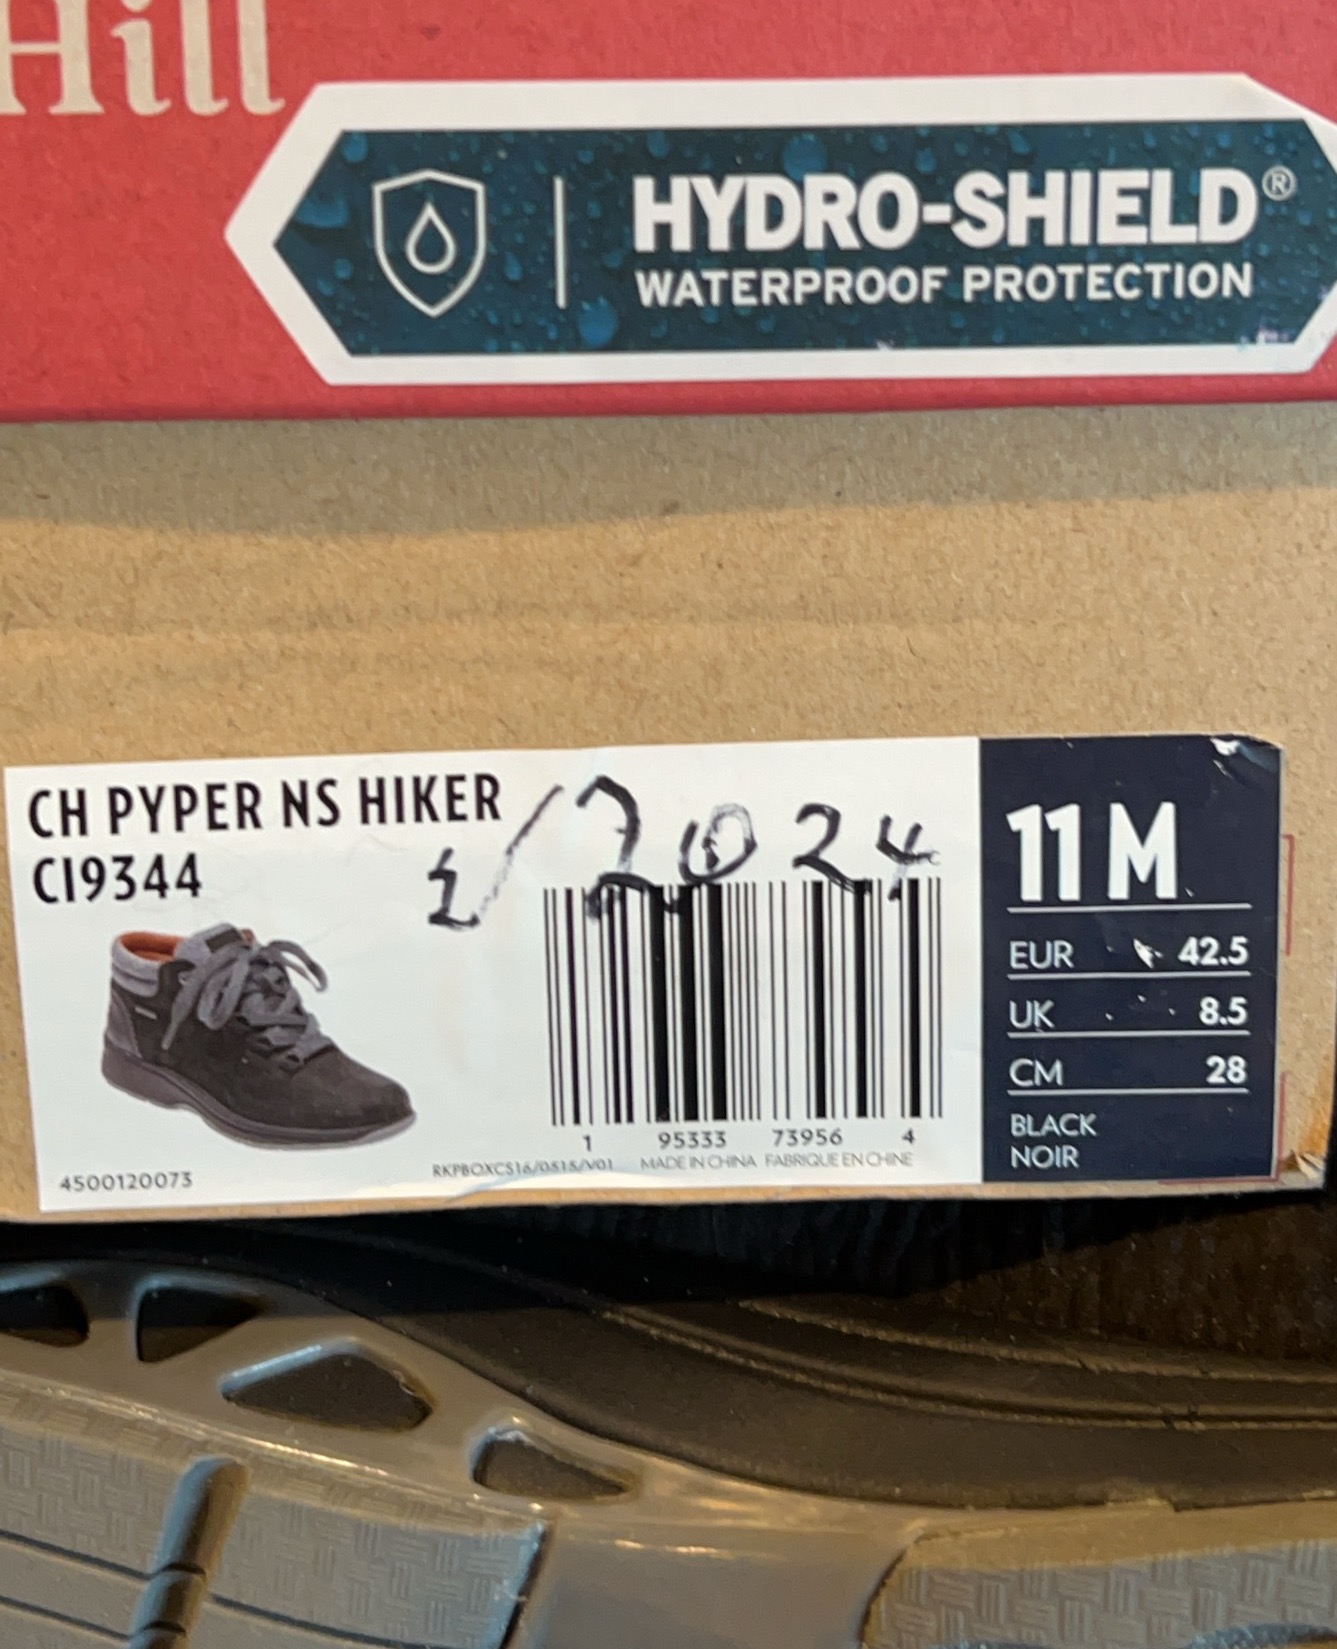 Hill
HYDRO-SHIELD®
WATERPROOF PROTECTION
CH PYPER NS HIKER
CI9344
1/2024
11 M
EUR 42.5
UK 8.5
CM 28
BLACK
NOIR
1 95333 73956 4
RKPBOXCS16/0515/V01 MADE IN CHINA FABRIQUE EN CHINE
4500120073